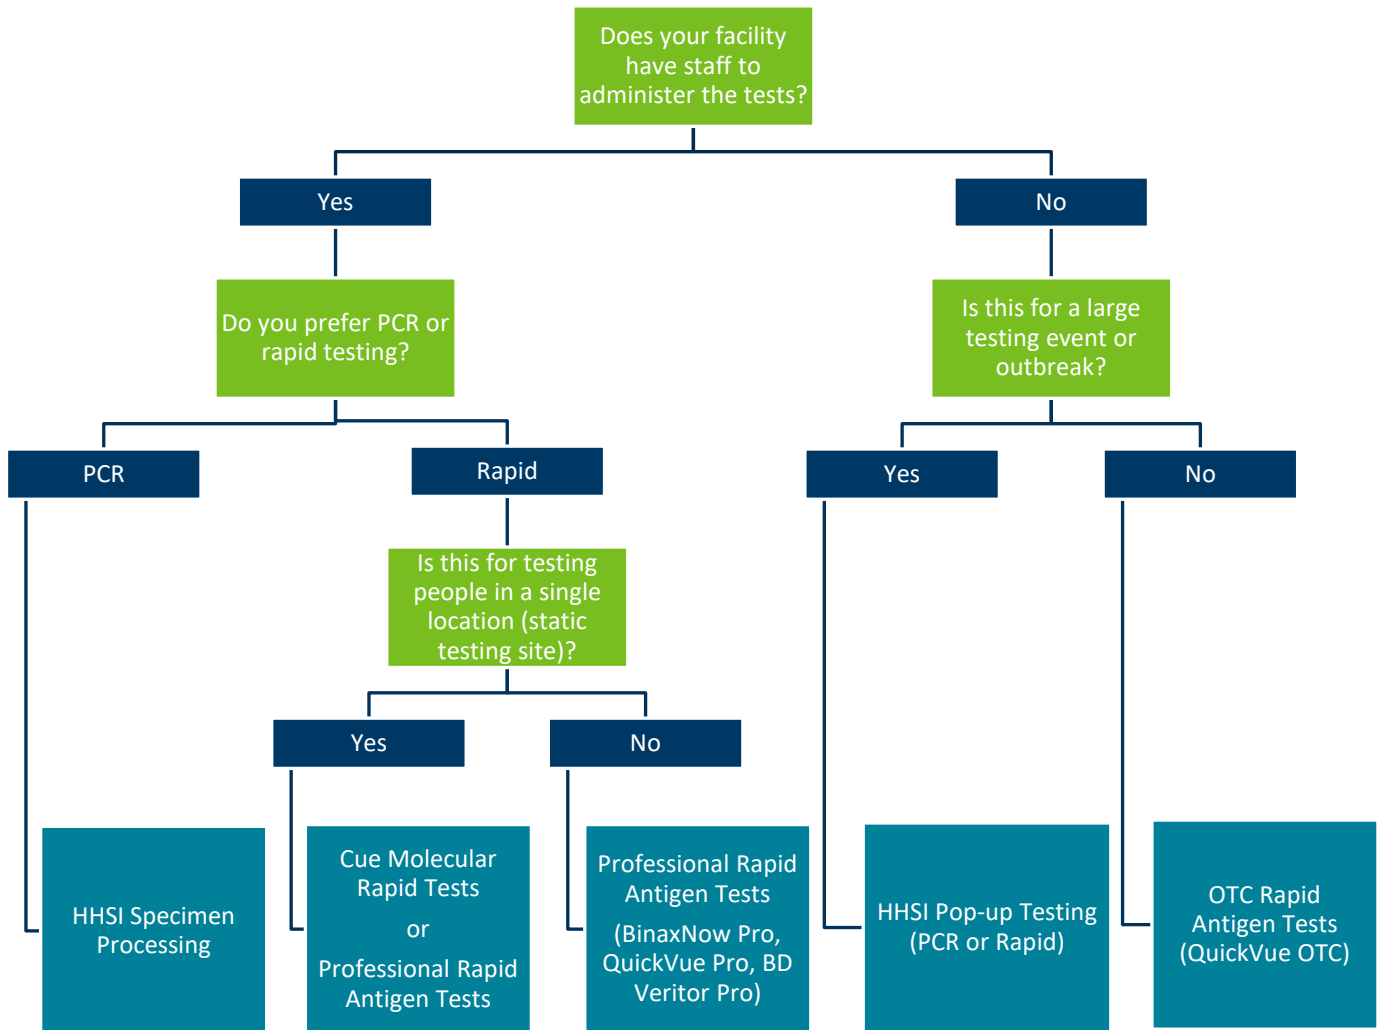 Does your facility
have staff to
administer the tests?
Yes
No
Do you prefer PCR or
rapid testing?
Is this for a large
testing event or
outbreak?
PCR
Rapid
Yes
No
Is this for testing
people in a single
location (static
testing site)?
Yes
No
HHSI Specimen
Processing
Cue Molecular
Rapid Tests
or
Professional Rapid
Antigen Tests
Professional Rapid
Antigen Tests
(BinaxNow Pro,
QuickVue Pro, BD
Veritor Pro)
HHSI Pop-up Testing
(PCR or Rapid)
OTC Rapid
Antigen Tests
(QuickVue OTC)